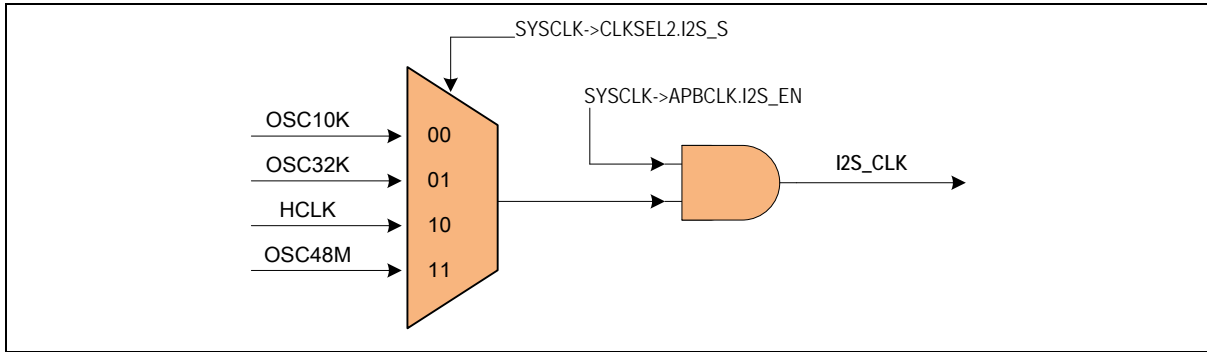 SYSCLK->CLKSEL2.I2S_S
SYSCLK->APBCLK.I2S_EN
OSC10K
00
OSC32K
01
HCLK
10
OSC48M
11
I2S_CLK